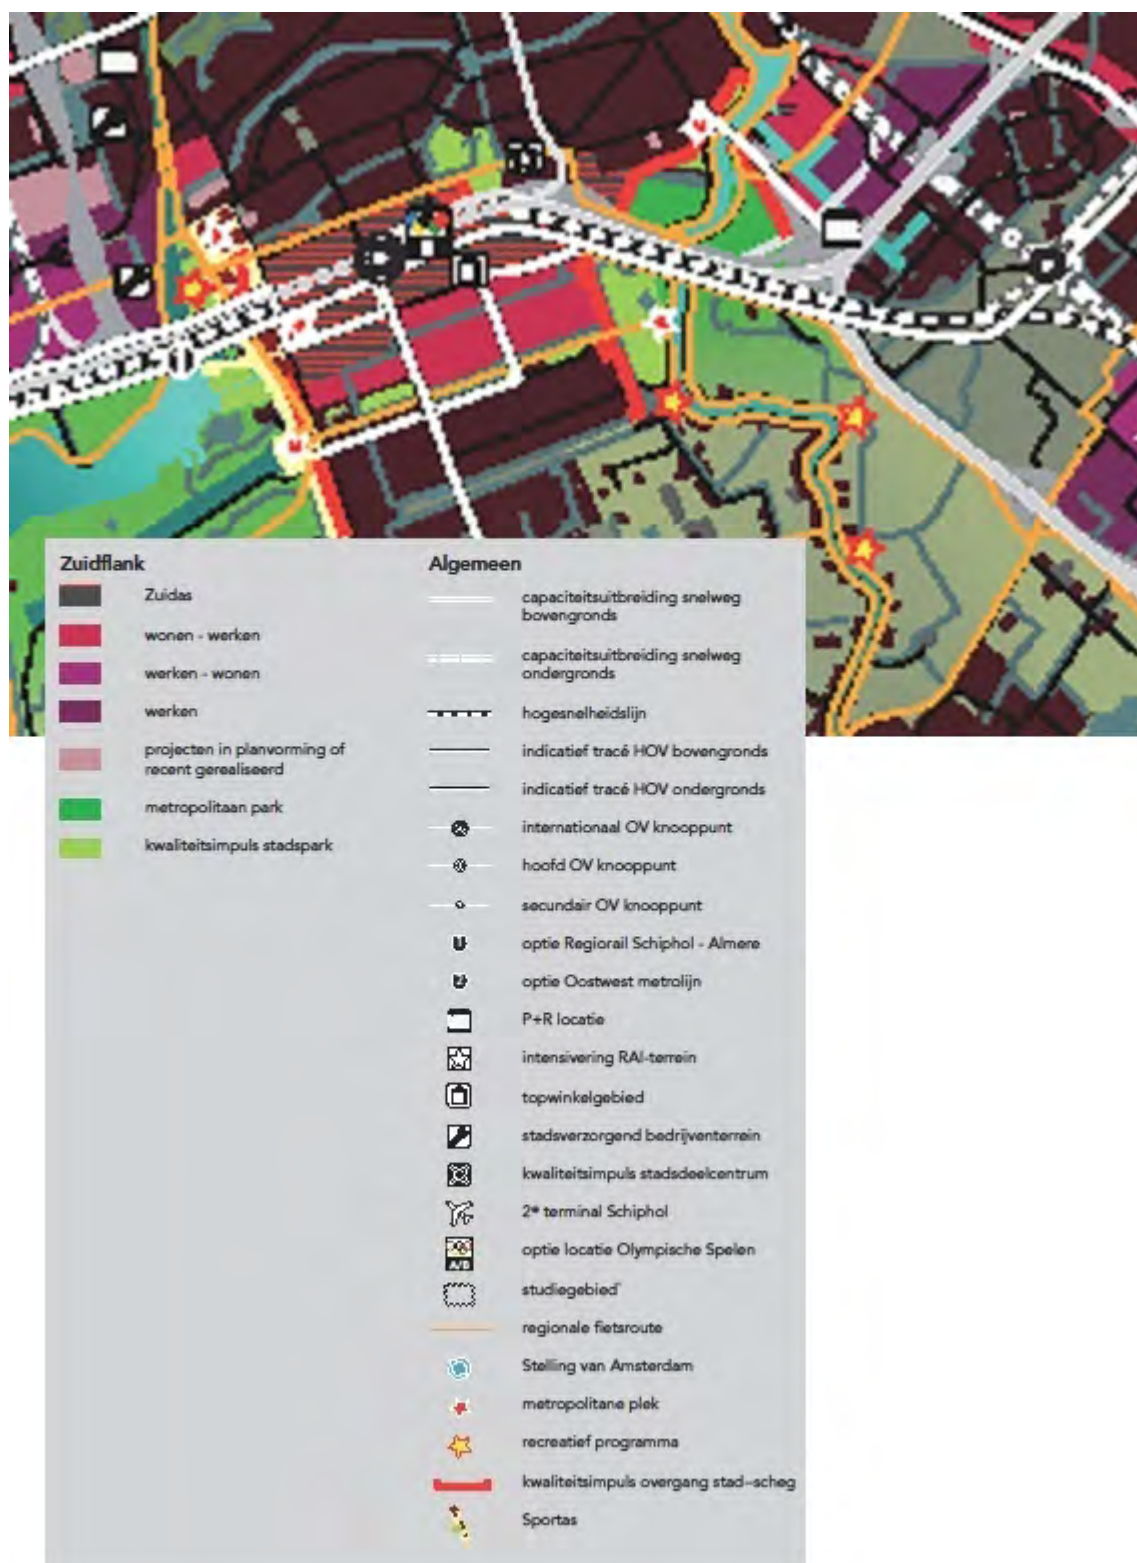 Zuidflank
Zuidas
wonen - werken
werken - wonen
werken
projecten in planvorming of
recent gerealiseerd
metropolitaan park
kwaliteitsimpuls stadspark
Algemeen
capaciteitsuitbreiding snelweg
bovengronds
capaciteitsuitbreiding snelweg
ondergronds
hogesnelheidslijn
indicatief tracé HOV bovengronds
indicatief tracé HOV ondergronds
internationaal OV knooppunt
hoofd OV knooppunt
secundair OV knooppunt
optie Regiorail Schiphol - Almere
optie Oostwest metrolijn
P+R locatie
intensivering RAI-terrein
topwinkelgebied
stadsverzorgend bedrijventerrein
kwaliteitsimpuls stadsdeelcentrum
2e terminal Schiphol
optie locatie Olympische Spelen
studiegebied'
regionale fietsroute
Stelling van Amsterdam
metropolitane plek
recreatief programma
kwaliteitsimpuls overgang stad-scheg
Sportas